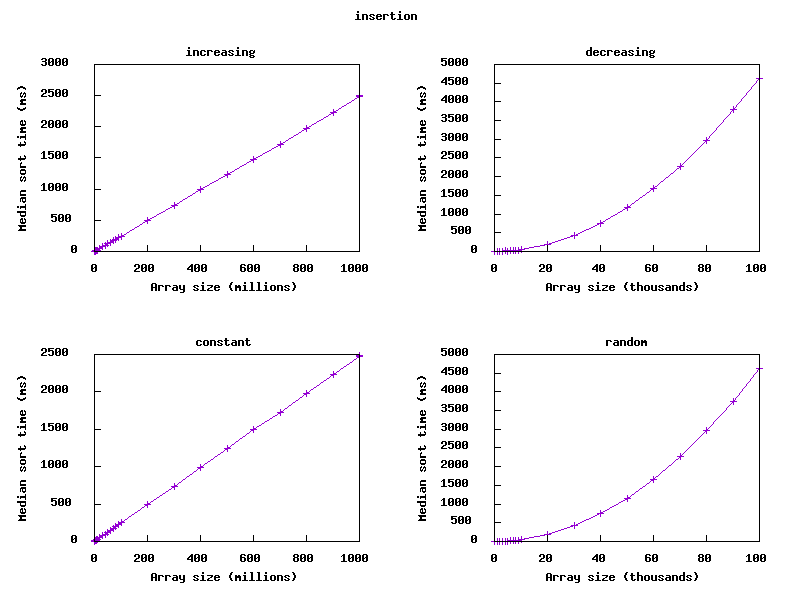 insertion
increasing
Median sort time (ms)
3000
2500
2000
1500
1000
500
0
0 200 400 600 800 1000
Array size (millions)
decreasing
Median sort time (ms)
5000
4500
4000
3500
3000
2500
2000
1500
1000
500
0
0 20 40 60 80 100
Array size (thousands)
constant
Median sort time (ms)
2500
2000
1500
1000
500
0
0 200 400 600 800 1000
Array size (millions)
random
Median sort time (ms)
5000
4500
4000
3500
3000
2500
2000
1500
1000
500
0
0 20 40 60 80 100
Array size (thousands)